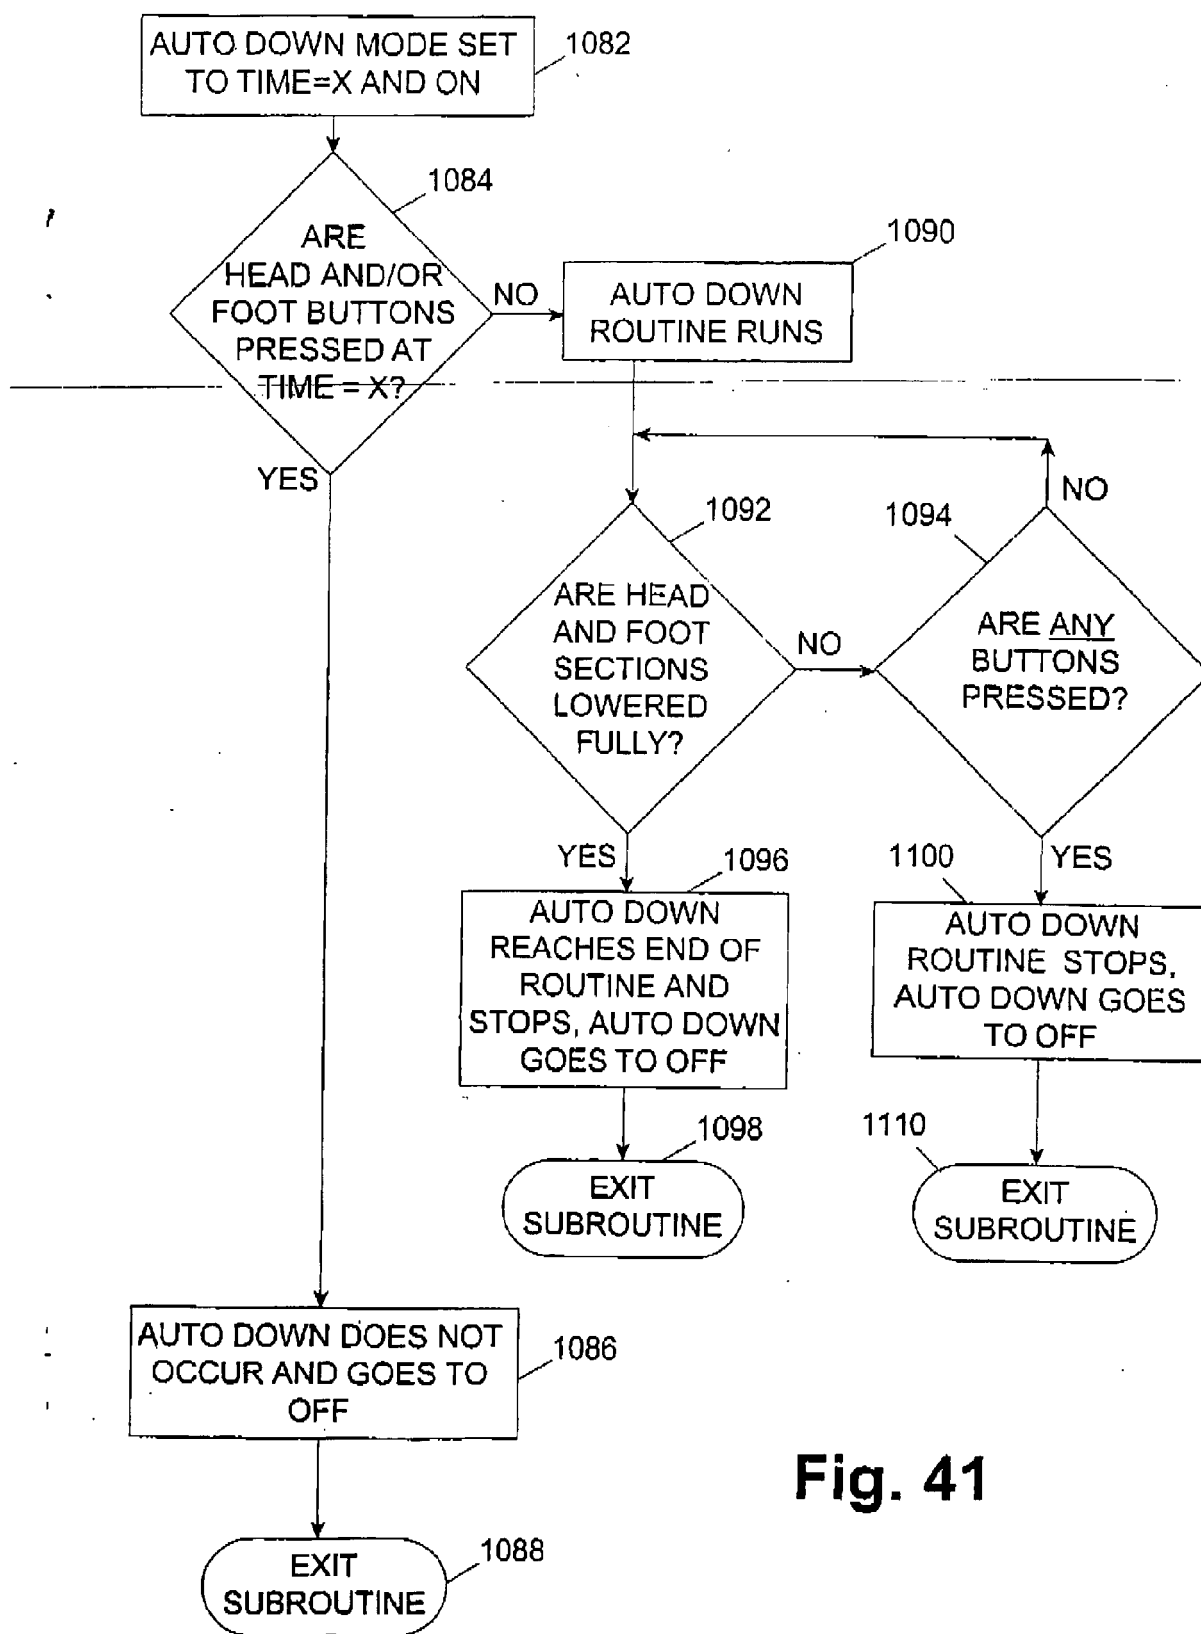 AUTO DOWN MODE SET
TO TIME=X AND ON
1082
1084
ARE
HEAD AND/OR
FOOT BUTTONS
PRESSED AT
TIME = X?
NO
1090
AUTO DOWN
ROUTINE RUNS
YES
1092
ARE HEAD
AND FOOT
SECTIONS
LOWERED
FULLY?
NO
1094
ARE ANY
BUTTONS
PRESSED?
NO
YES
1096
AUTO DOWN
REACHES END OF
ROUTINE AND
STOPS, AUTO DOWN
GOES TO OFF
YES
1100
AUTO DOWN
ROUTINE STOPS,
AUTO DOWN GOES
TO OFF
1098
EXIT
SUBROUTINE
1110
EXIT
SUBROUTINE
AUTO DOWN DOES NOT
OCCUR AND GOES TO
OFF
1086
EXIT
SUBROUTINE
1088
Fig. 41